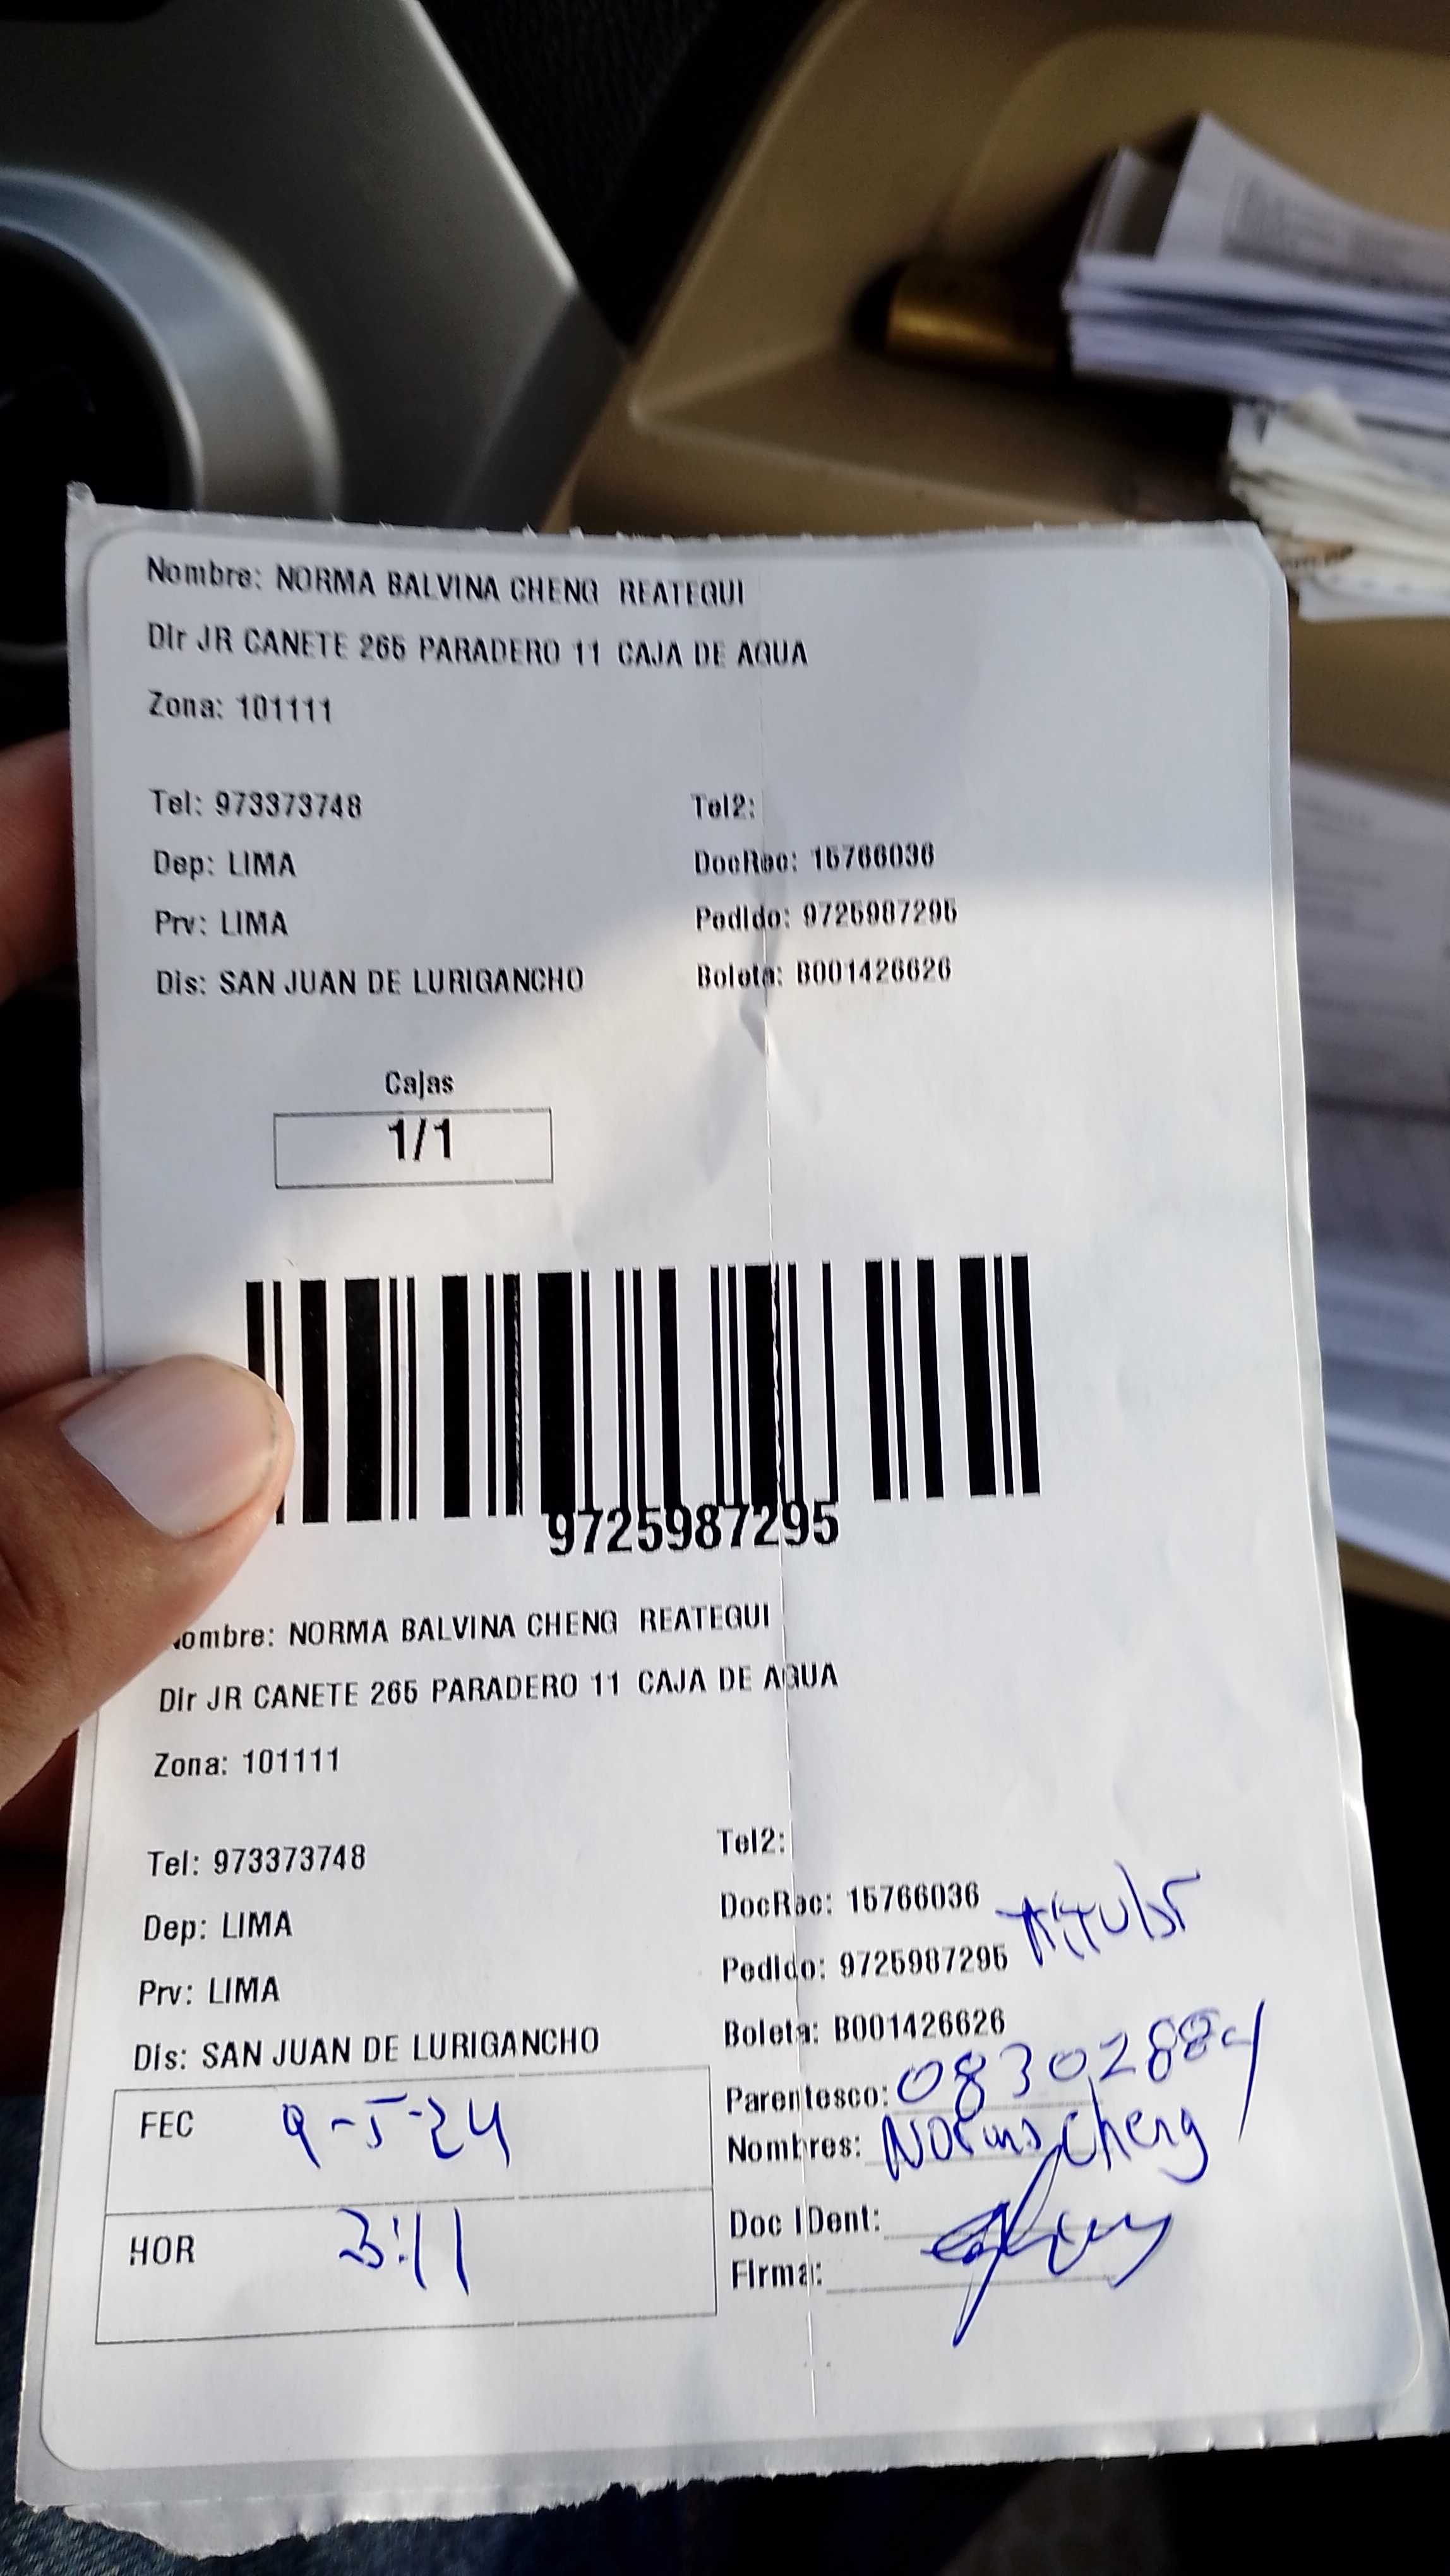 Nombre: NORMA BALVINA CHENG REATEGUI
Dir JR CANETE 265 PARADERO 11 CAJA DE AGUA
Zona: 101111
Tel: 973373748 Tel2:
Dep: LIMA DocRac: 15766036
Prv: LIMA Pedido: 9725987295
Dis: SAN JUAN DE LURIGANCHO Boleta: B001426626
Cajas
1/1
9725987295
Nombre: NORMA BALVINA CHENG REATEGUI
Dir JR CANETE 265 PARADERO 11 CAJA DE AGUA
Zona: 101111
Tel: 973373748 Tel2:
Dep: LIMA DocRac: 15766036 Titular
Prv: LIMA Pedido: 9725987295
Dis: SAN JUAN DE LURIGANCHO Boleta: B001426626
FEC 9-5-24 Parentesco: 08302884
Nombres: Norma Cheng
HOR 3:11 Doc IDent:
Firma: